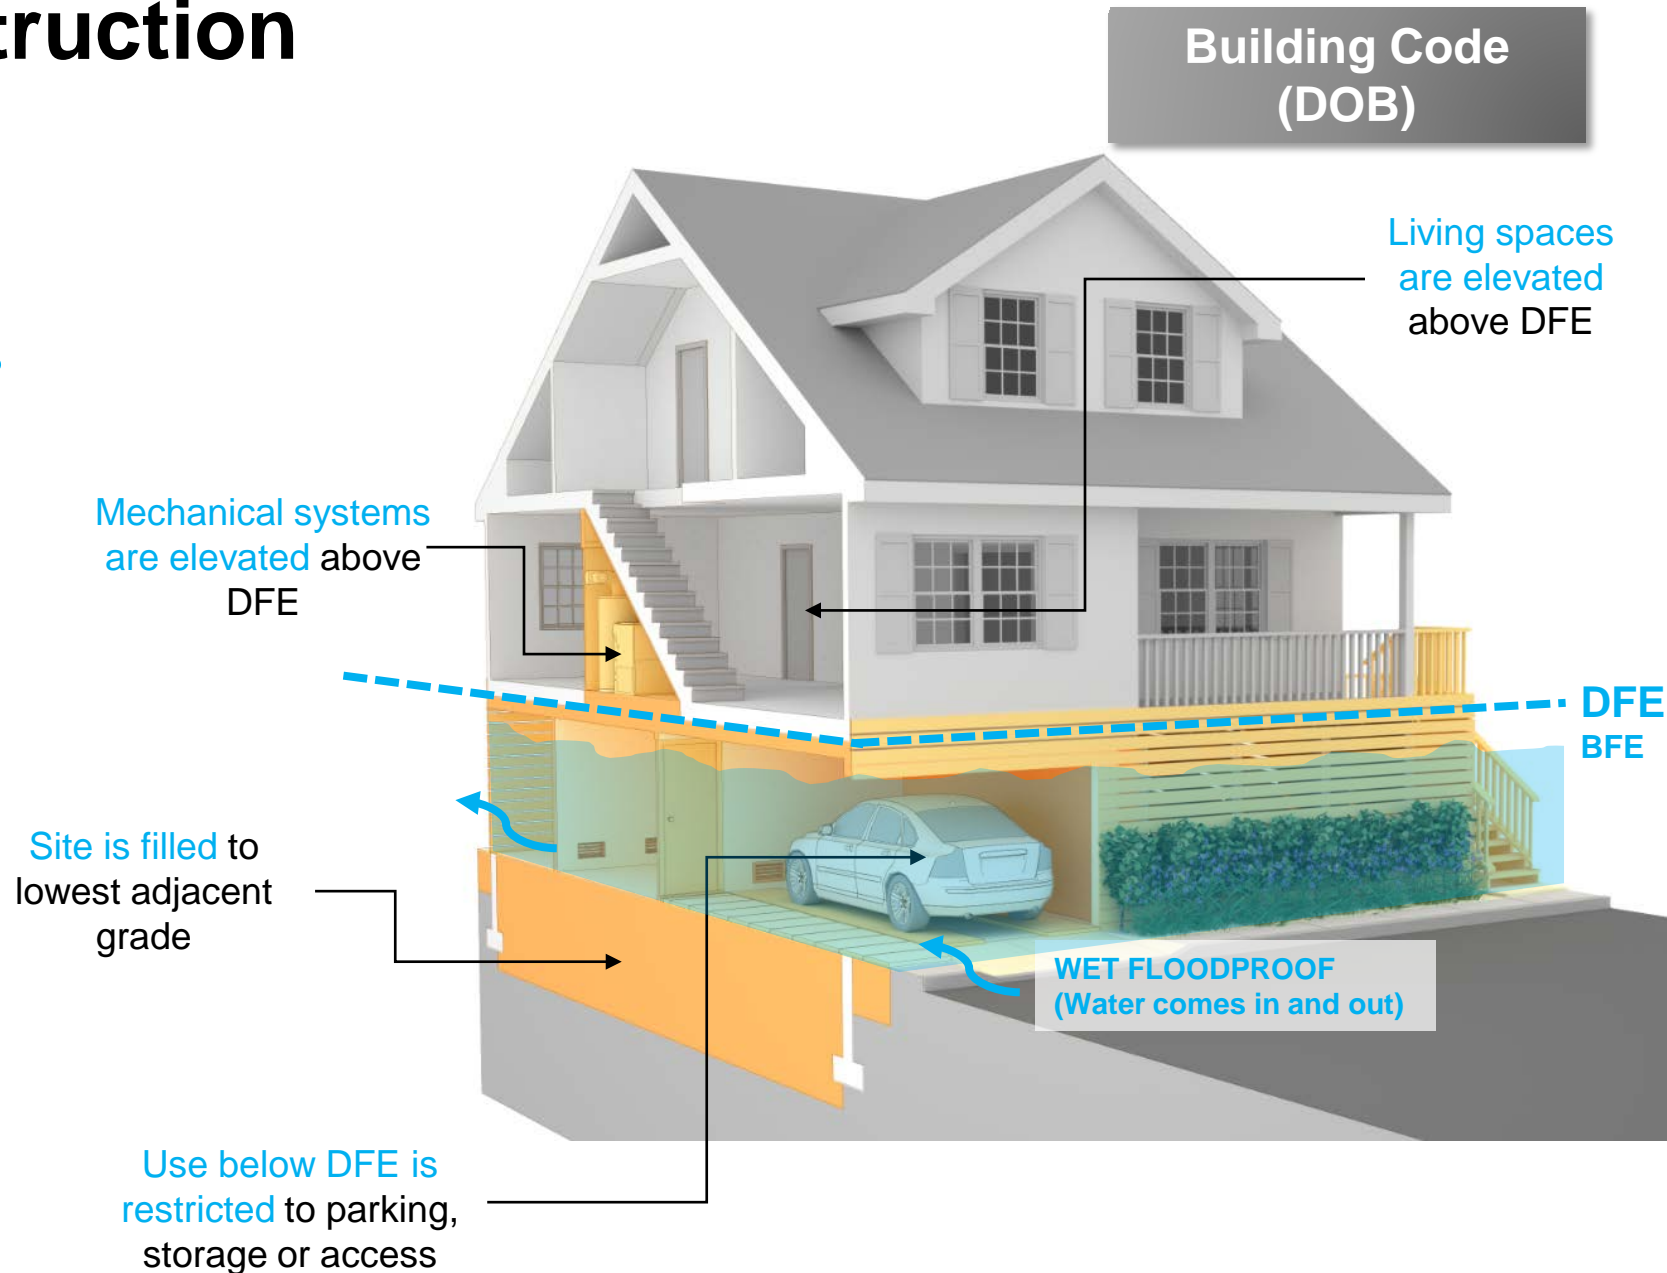 truction
Building Code
(DOB)
Living spaces
are elevated
above DFE
Mechanical systems
are elevated above
DFE
DFE
BFE
Site is filled to
lowest adjacent
grade
WET FLOODPROOF
(Water comes in and out)
Use below DFE is
restricted to parking,
storage or access